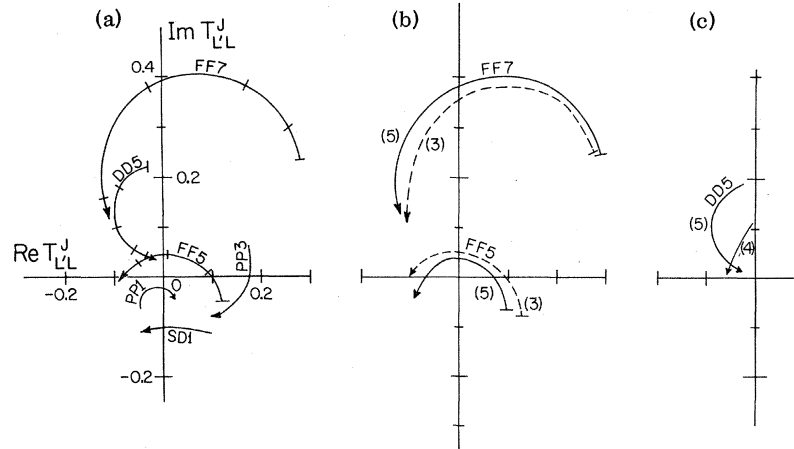 (a)
Im T^J_{L'L}
0.4
FF7
0.2
DD5
Re T^J_{L'L}
-0.2
0
0.2
FF5
PP3
PP1
SD1
-0.2
(b)
FF7
(5)
(3)
FF5
(5)
(3)
(c)
DD5
(5)
(4)